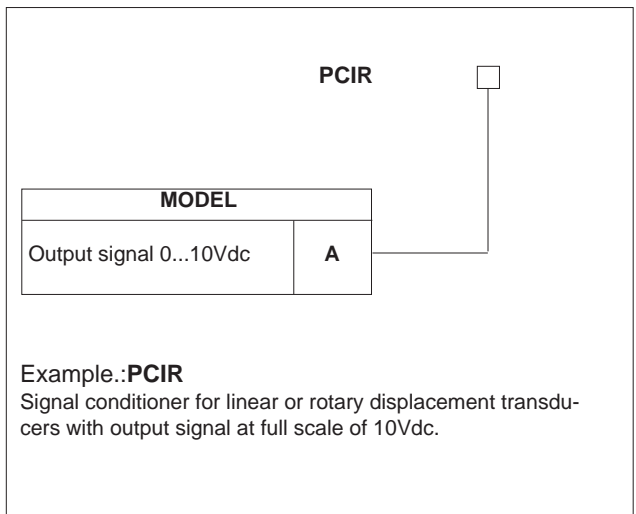 PCIR
MODEL
Output signal 0...10Vdc A
Example.:PCIR
Signal conditioner for linear or rotary displacement transdu-
cers with output signal at full scale of 10Vdc.